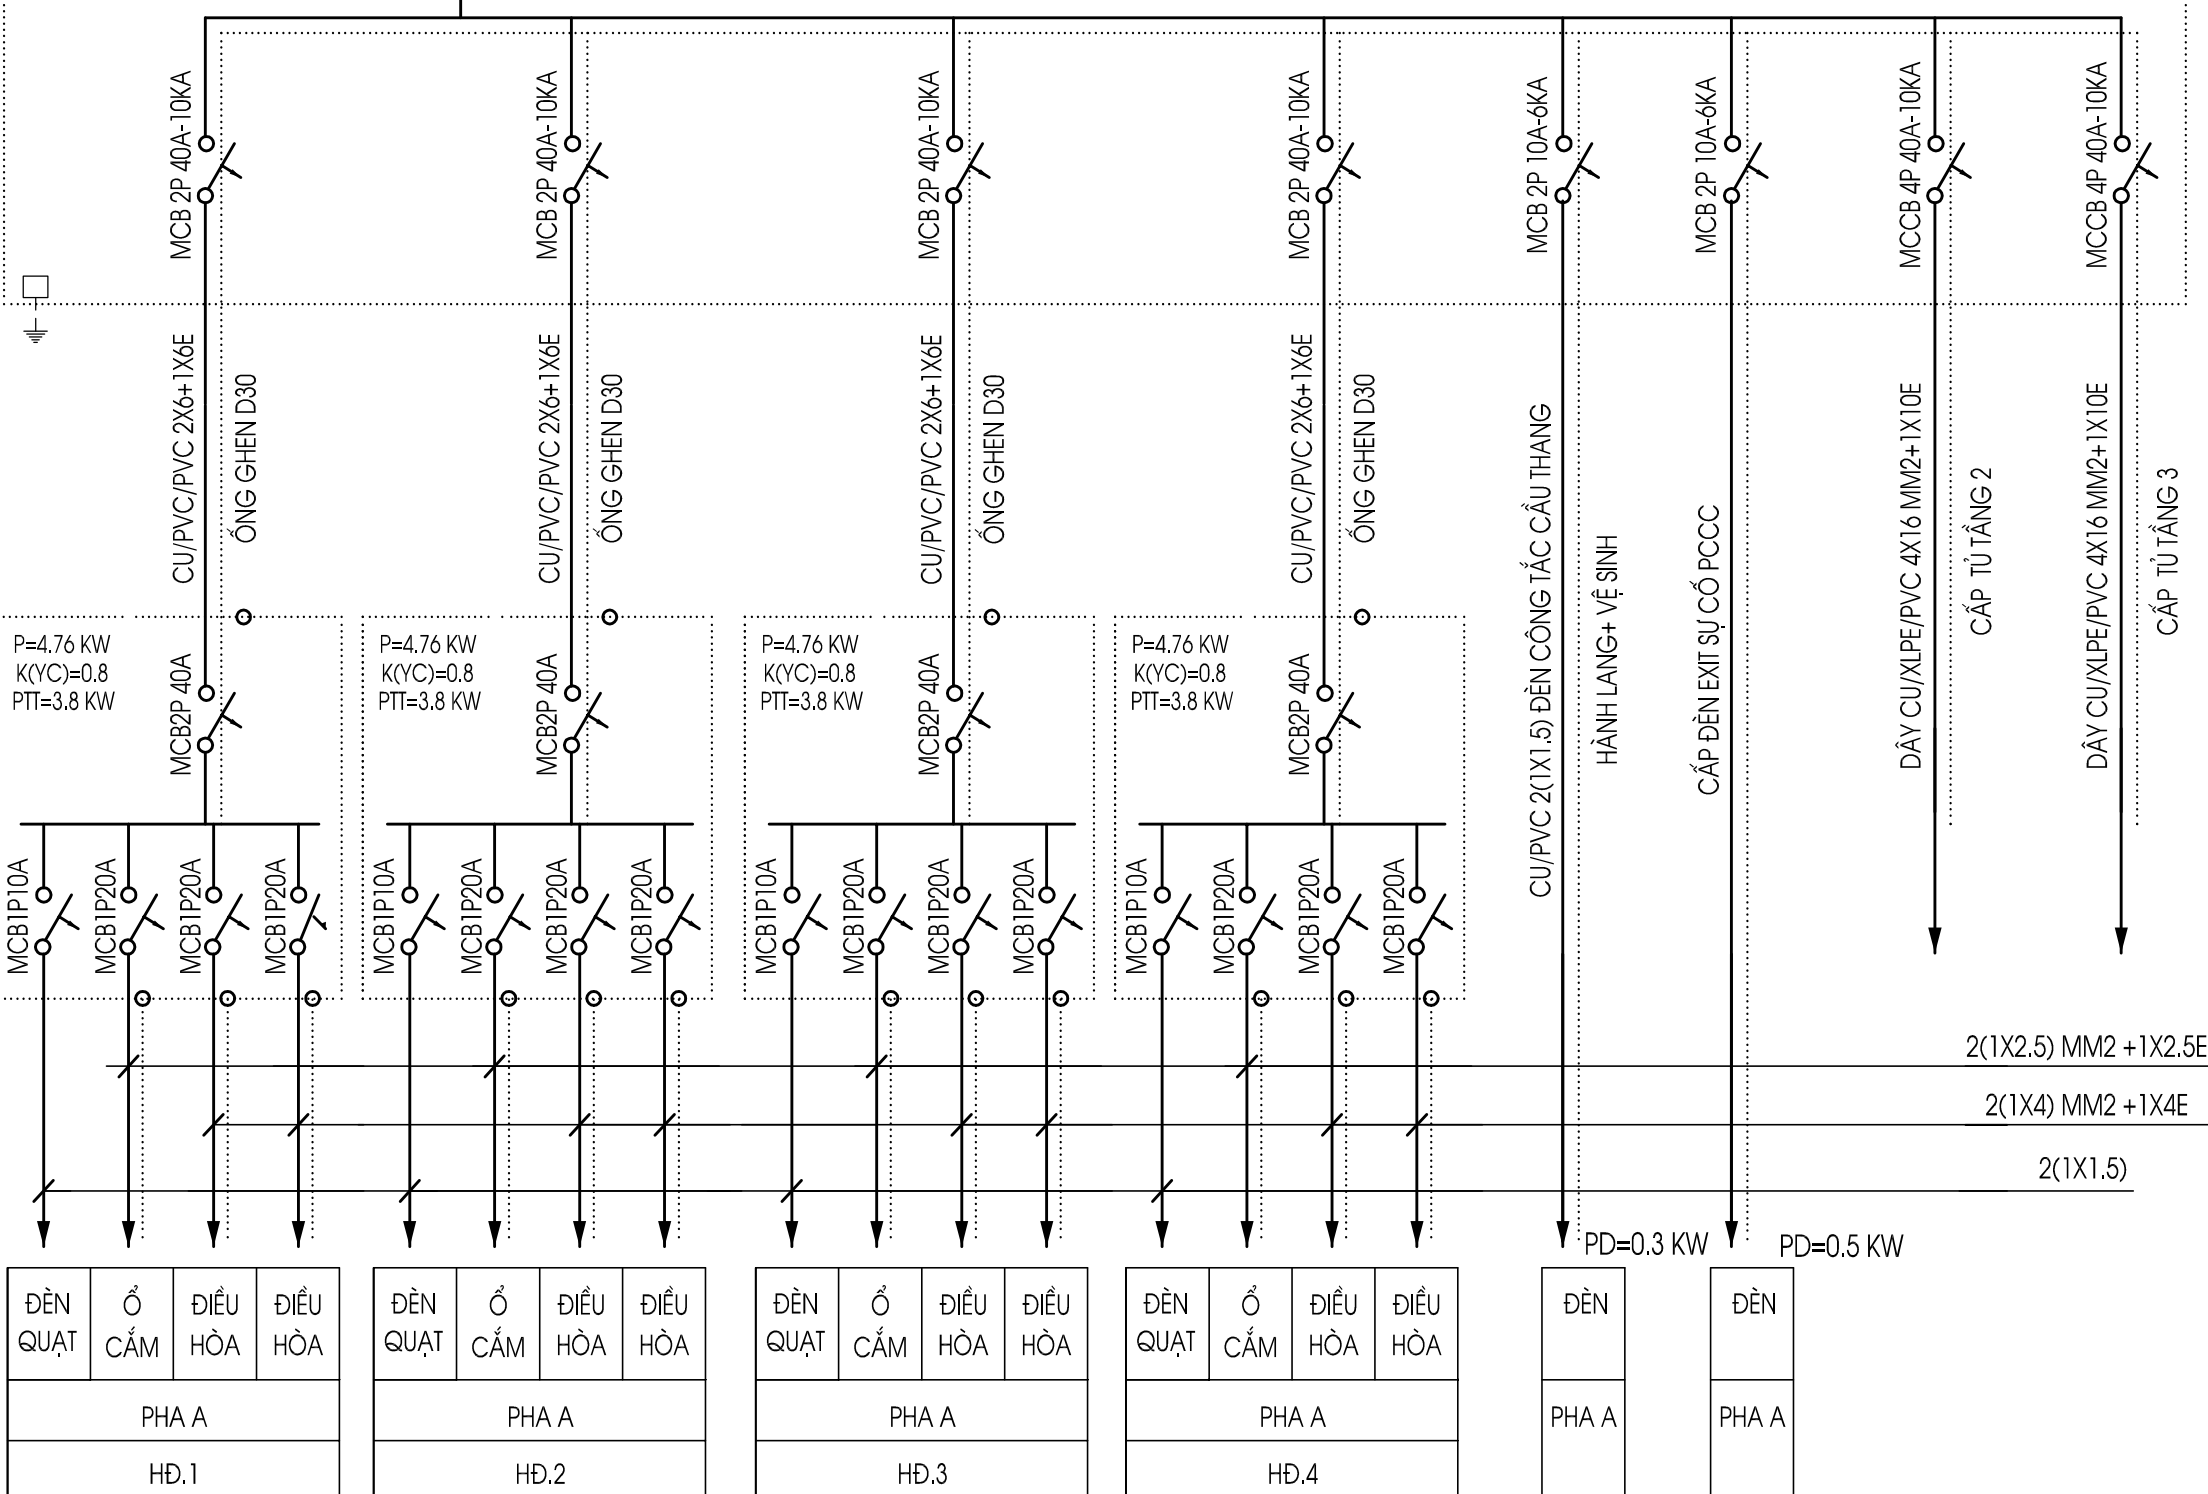 MCB 2P 40A-10KA
MCB 2P 40A-10KA
MCB 2P 40A-10KA
MCB 2P 40A-10KA
MCB 2P 10A-6KA
MCB 2P 10A-6KA
MCCB 4P 40A-10KA
MCCB 4P 40A-10KA
CU/PVC/PVC 2X6+1X6E
ỐNG GHEN D30
CU/PVC/PVC 2X6+1X6E
ỐNG GHEN D30
CU/PVC/PVC 2X6+1X6E
ỐNG GHEN D30
CU/PVC/PVC 2X6+1X6E
ỐNG GHEN D30
CU/PVC 2(1X1.5) ĐÈN CÔNG TẮC CẦU THANG
HÀNH LANG+ VỆ SINH
CẤP ĐÈN EXIT SỰ CỐ PCCC
DÂY CU/XLPE/PVC 4X16 MM2+1X10E
CẤP TỦ TẦNG 2
DÂY CU/XLPE/PVC 4X16 MM2+1X10E
CẤP TỦ TẦNG 3
P=4.76 KW
K(YC)=0.8
PTT=3.8 KW
MCB2P 40A
P=4.76 KW
K(YC)=0.8
PTT=3.8 KW
MCB2P 40A
P=4.76 KW
K(YC)=0.8
PTT=3.8 KW
MCB2P 40A
P=4.76 KW
K(YC)=0.8
PTT=3.8 KW
MCB2P 40A
MCB1P10A
MCB1P20A
MCB1P20A
MCB1P20A
MCB1P10A
MCB1P20A
MCB1P20A
MCB1P20A
MCB1P10A
MCB1P20A
MCB1P20A
MCB1P20A
MCB1P10A
MCB1P20A
MCB1P20A
MCB1P20A
2(1X2.5) MM2 +1X2.5E
2(1X4) MM2 +1X4E
2(1X1.5)
PD=0.3 KW
PD=0.5 KW
ĐÈN
QUẠT
Ổ
CẮM
ĐIỀU
HÒA
ĐIỀU
HÒA
PHA A
HĐ.1
ĐÈN
QUẠT
Ổ
CẮM
ĐIỀU
HÒA
ĐIỀU
HÒA
PHA A
HĐ.2
ĐÈN
QUẠT
Ổ
CẮM
ĐIỀU
HÒA
ĐIỀU
HÒA
PHA A
HĐ.3
ĐÈN
QUẠT
Ổ
CẮM
ĐIỀU
HÒA
ĐIỀU
HÒA
PHA A
HĐ.4
ĐÈN
PHA A
ĐÈN
PHA A